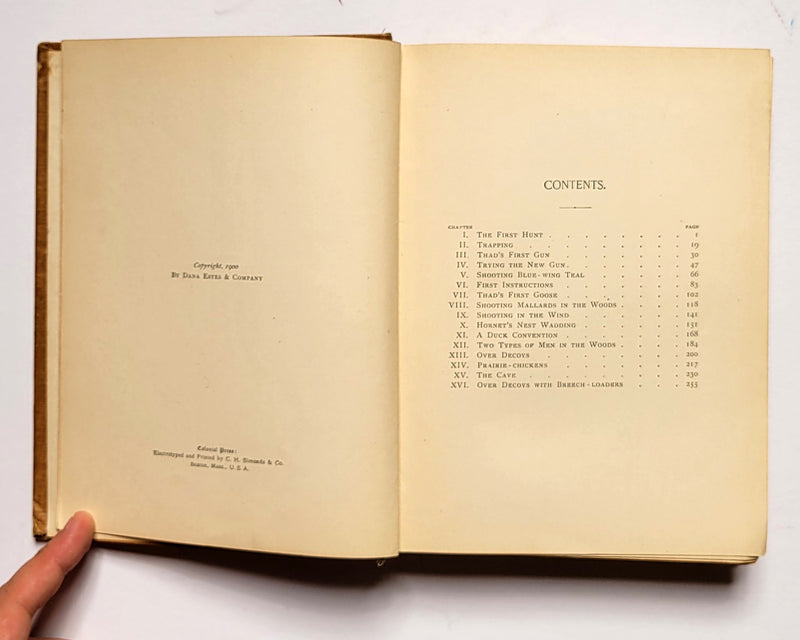 Copyright, 1900
By Dana Estes & Company
Colonial Press:
Electrotyped and Printed by C. H. Simonds & Co.
Boston, Mass., U. S. A.
CONTENTS.
CHAPTER PAGE
I. The First Hunt . . . . . . . 1
II. Trapping . . . . . . . . 19
III. Thad's First Gun . . . . . . . 30
IV. Trying the New Gun . . . . . . . 47
V. Shooting Blue-wing Teal . . . . . 66
VI. First Instructions . . . . . . 83
VII. Thad's First Goose . . . . . . 102
VIII. Shooting Mallards in the Woods . . . . 118
IX. Shooting in the Wind . . . . . . 141
X. Hornet's Nest Wadding . . . . . . 151
XI. A Duck Convention . . . . . . 168
XII. Two Types of Men in the Woods . . . . 184
XIII. Over Decoys . . . . . . . 200
XIV. Prairie-chickens . . . . . . 217
XV. The Cave . . . . . . . . 230
XVI. Over Decoys with Breech-loaders . . . 255